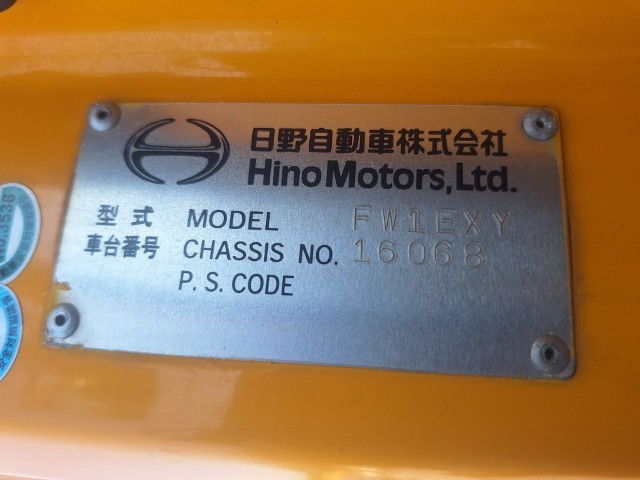 日野自動車株式会社
Hino Motors, Ltd.
型式 MODEL FW1EXY
車台番号 CHASSIS NO. 16068
P. S. CODE